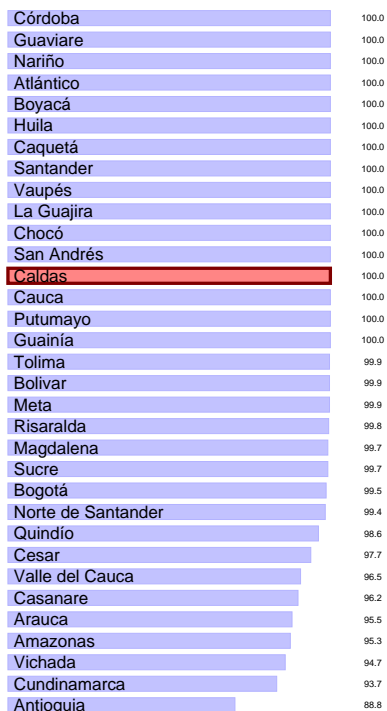 Córdoba 100.0
Guaviare 100.0
Nariño 100.0
Atlántico 100.0
Boyacá 100.0
Huila 100.0
Caquetá 100.0
Santander 100.0
Vaupés 100.0
La Guajira 100.0
Chocó 100.0
San Andrés 100.0
Caldas 100.0
Cauca 100.0
Putumayo 100.0
Guainía 100.0
Tolima 99.9
Bolivar 99.9
Meta 99.9
Risaralda 99.8
Magdalena 99.7
Sucre 99.7
Bogotá 99.5
Norte de Santander 99.4
Quindío 98.6
Cesar 97.7
Valle del Cauca 96.5
Casanare 96.2
Arauca 95.5
Amazonas 95.3
Vichada 94.7
Cundinamarca 93.7
Antioquia 88.8